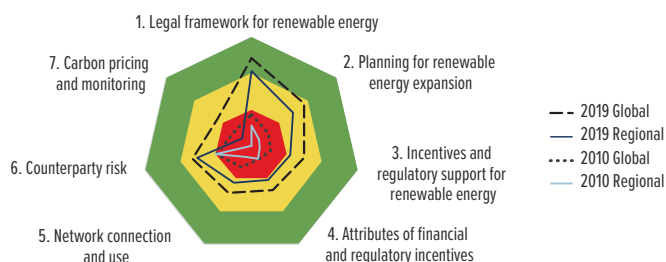 1. Legal framework for renewable energy
2. Planning for renewable
energy expansion
3. Incentives and
regulatory support for
renewable energy
4. Attributes of financial
and regulatory incentives
5. Network connection
and use
6. Counterparty risk
7. Carbon pricing
and monitoring
2019 Global
2019 Regional
2010 Global
2010 Regional